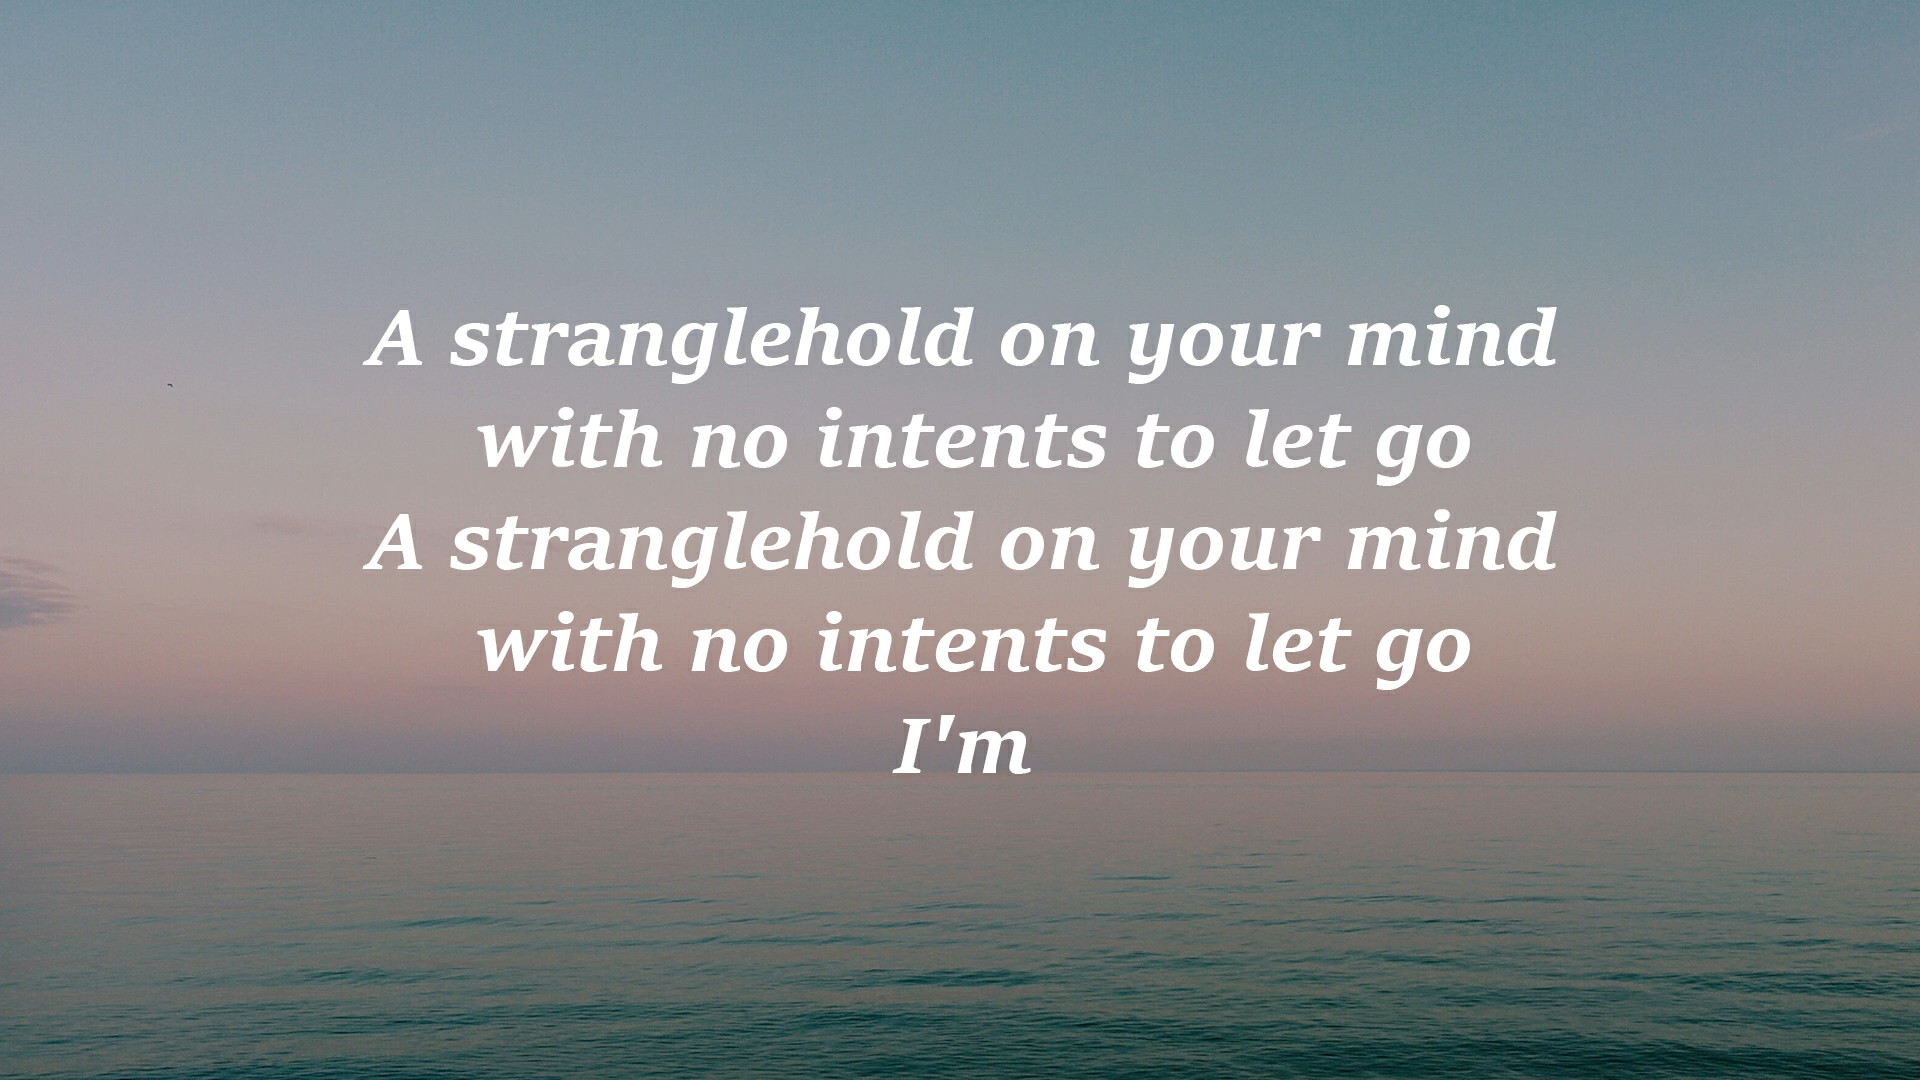 A stranglehold on your mind
with no intents to let go
A stranglehold on your mind
with no intents to let go
I'm